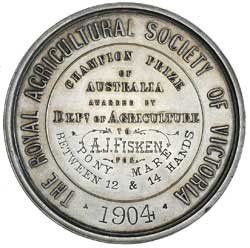 THE ROYAL AGRICULTURAL SOCIETY OF VICTORIA
CHAMPION PRIZE
OF
AUSTRALIA
AWARDED BY
DEPT. OF AGRICULTURE
TO
A.J. FISKEN
FOR
PONY MARE
BETWEEN 12 & 14 HANDS
1904